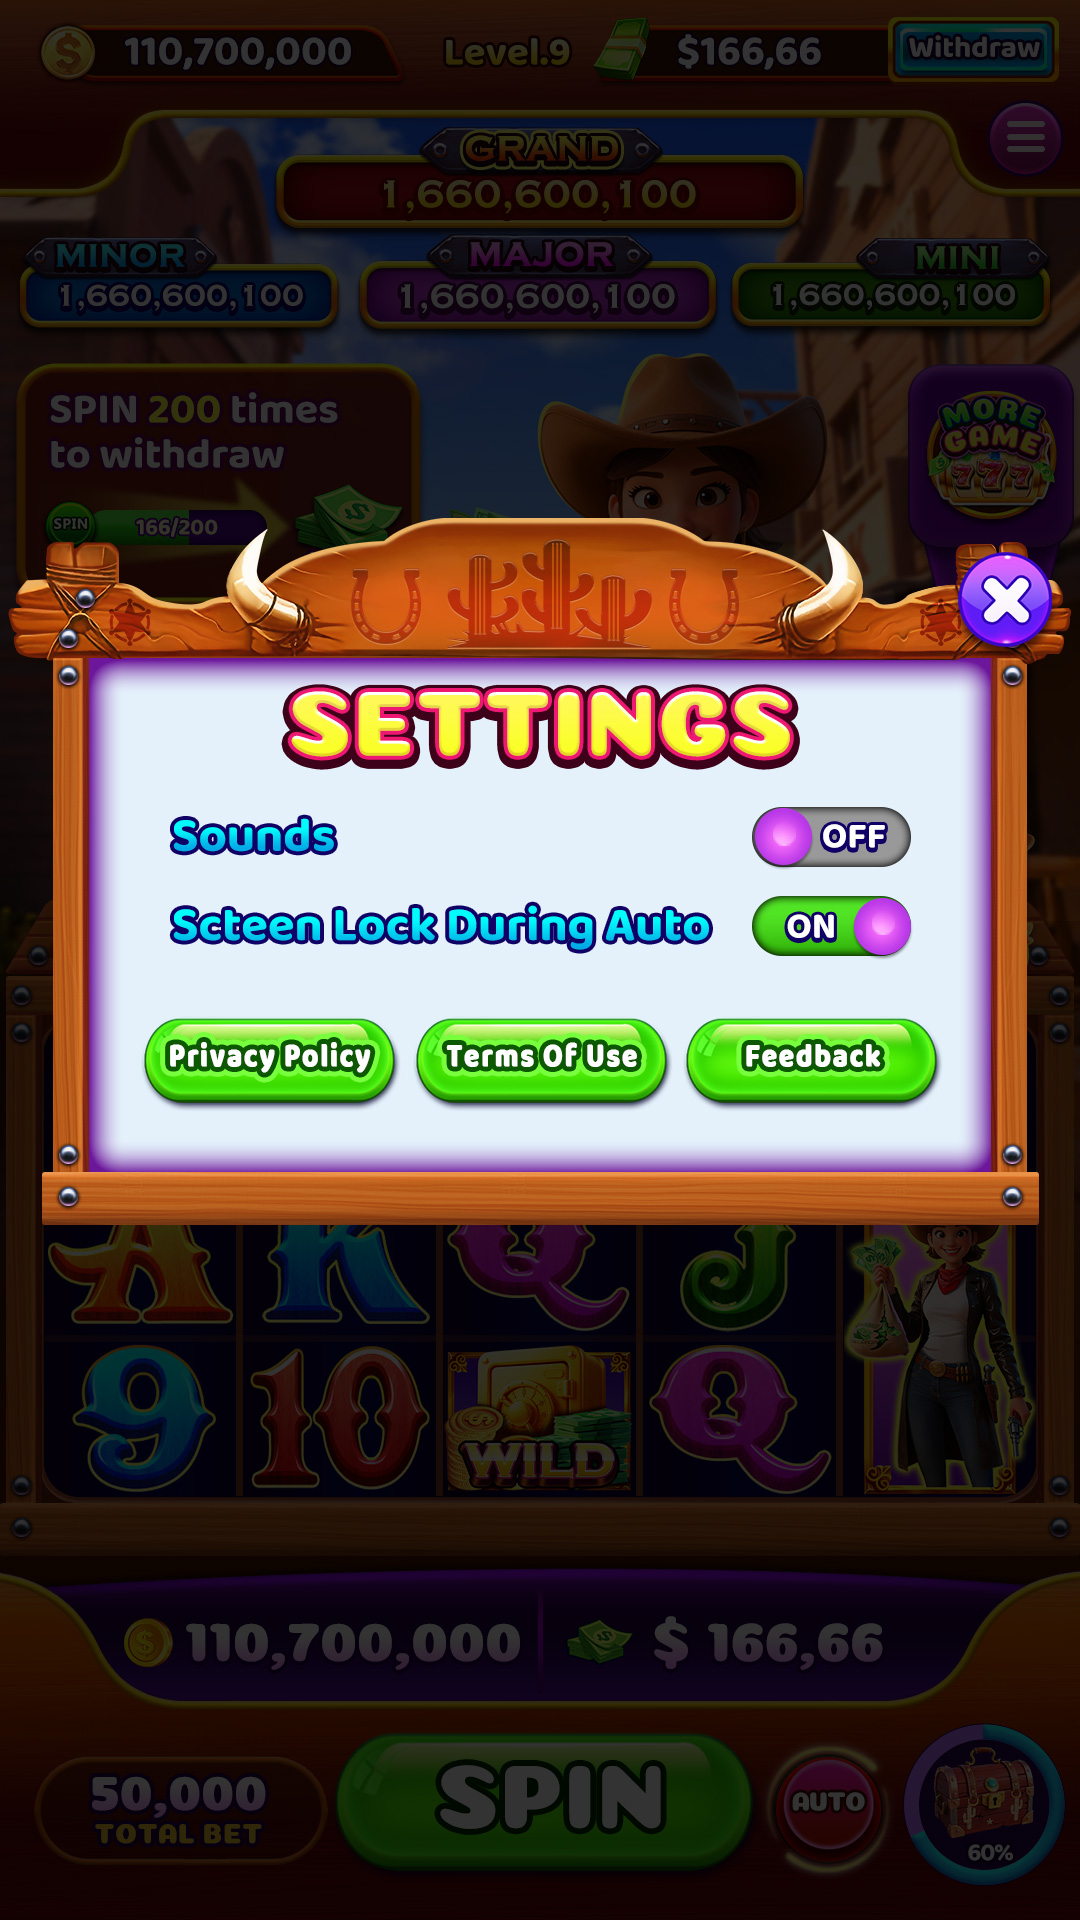 110,700,000 Level.9 $166,66 Withdraw
GRAND
1,660,600,100
MINOR MAJOR MINI
1,660,600,100 1,660,600,100 1,660,600,100
SPIN 200 times
to withdraw
SPIN 166/200
MORE
GAME
777
SETTINGS
Sounds OFF
Scteen Lock During Auto ON
Privacy Policy Terms Of Use Feedback
A K Q J
9 10 WILD Q
110,700,000 $ 166,66
50,000
TOTAL BET
SPIN
AUTO
60%